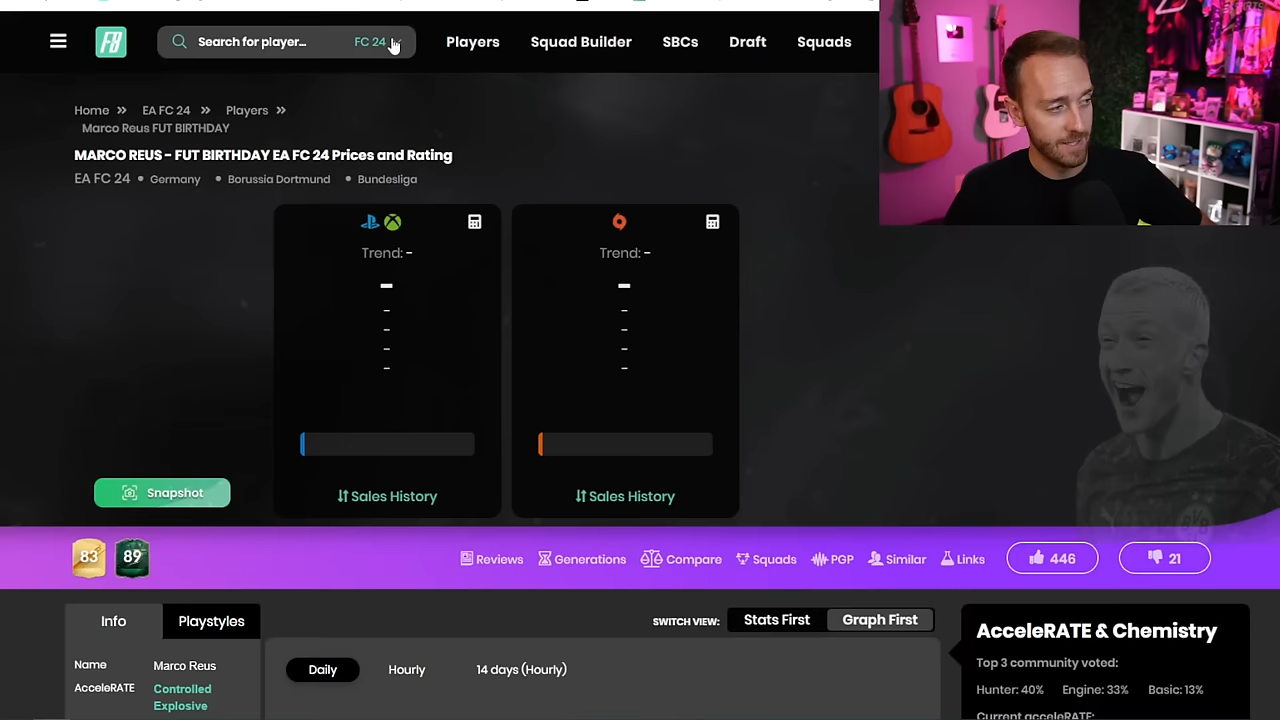 FB Search for player... FC 24 Players Squad Builder SBCs Draft Squads
Home » EA FC 24 » Players »
Marco Reus FUT BIRTHDAY
MARCO REUS - FUT BIRTHDAY EA FC 24 Prices and Rating
EA FC 24 • Germany • Borussia Dortmund • Bundesliga
Trend: - Trend: -
- -
- -
- -
- -
- -
Snapshot Sales History Sales History
83 89 Reviews Generations Compare Squads PGP Similar Links 446 21
Info Playstyles SWITCH VIEW: Stats First Graph First
AcceleRATE & Chemistry
Top 3 community voted:
Name Marco Reus Daily Hourly 14 days (Hourly)
AcceleRATE Controlled Explosive
Hunter: 40% Engine: 33% Basic: 13%
Current acceleRATE: